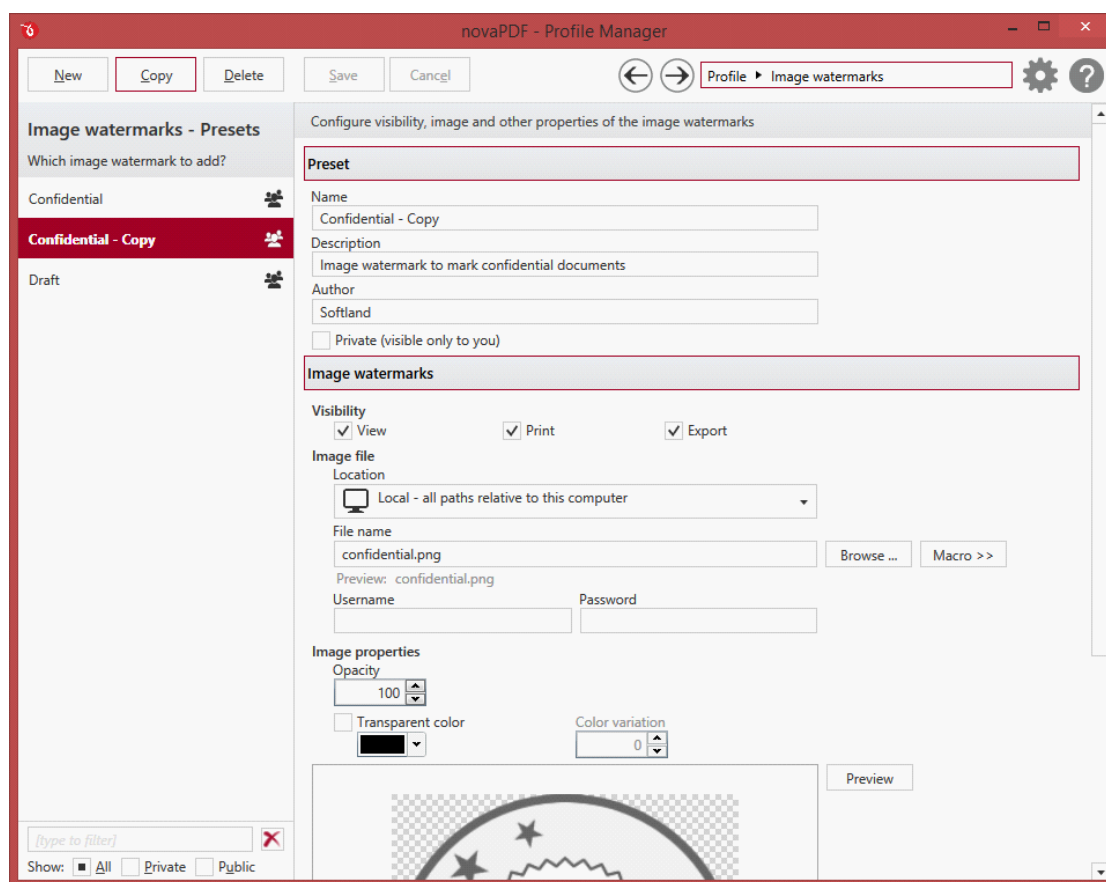 novaPDF - Profile Manager
New Copy Delete Save Cancel Profile Image watermarks
Image watermarks - Presets
Which image watermark to add?
Confidential
Confidential - Copy
Draft
[type to filter]
Show: All Private Public
Configure visibility, image and other properties of the image watermarks
Preset
Name
Confidential - Copy
Description
Image watermark to mark confidential documents
Author
Softland
Private (visible only to you)
Image watermarks
Visibility
View Print Export
Image file
Location
Local - all paths relative to this computer
File name
confidential.png Browse ... Macro >>
Preview: confidential.png
Username Password
Image properties
Opacity
100
Transparent color Color variation
0
Preview